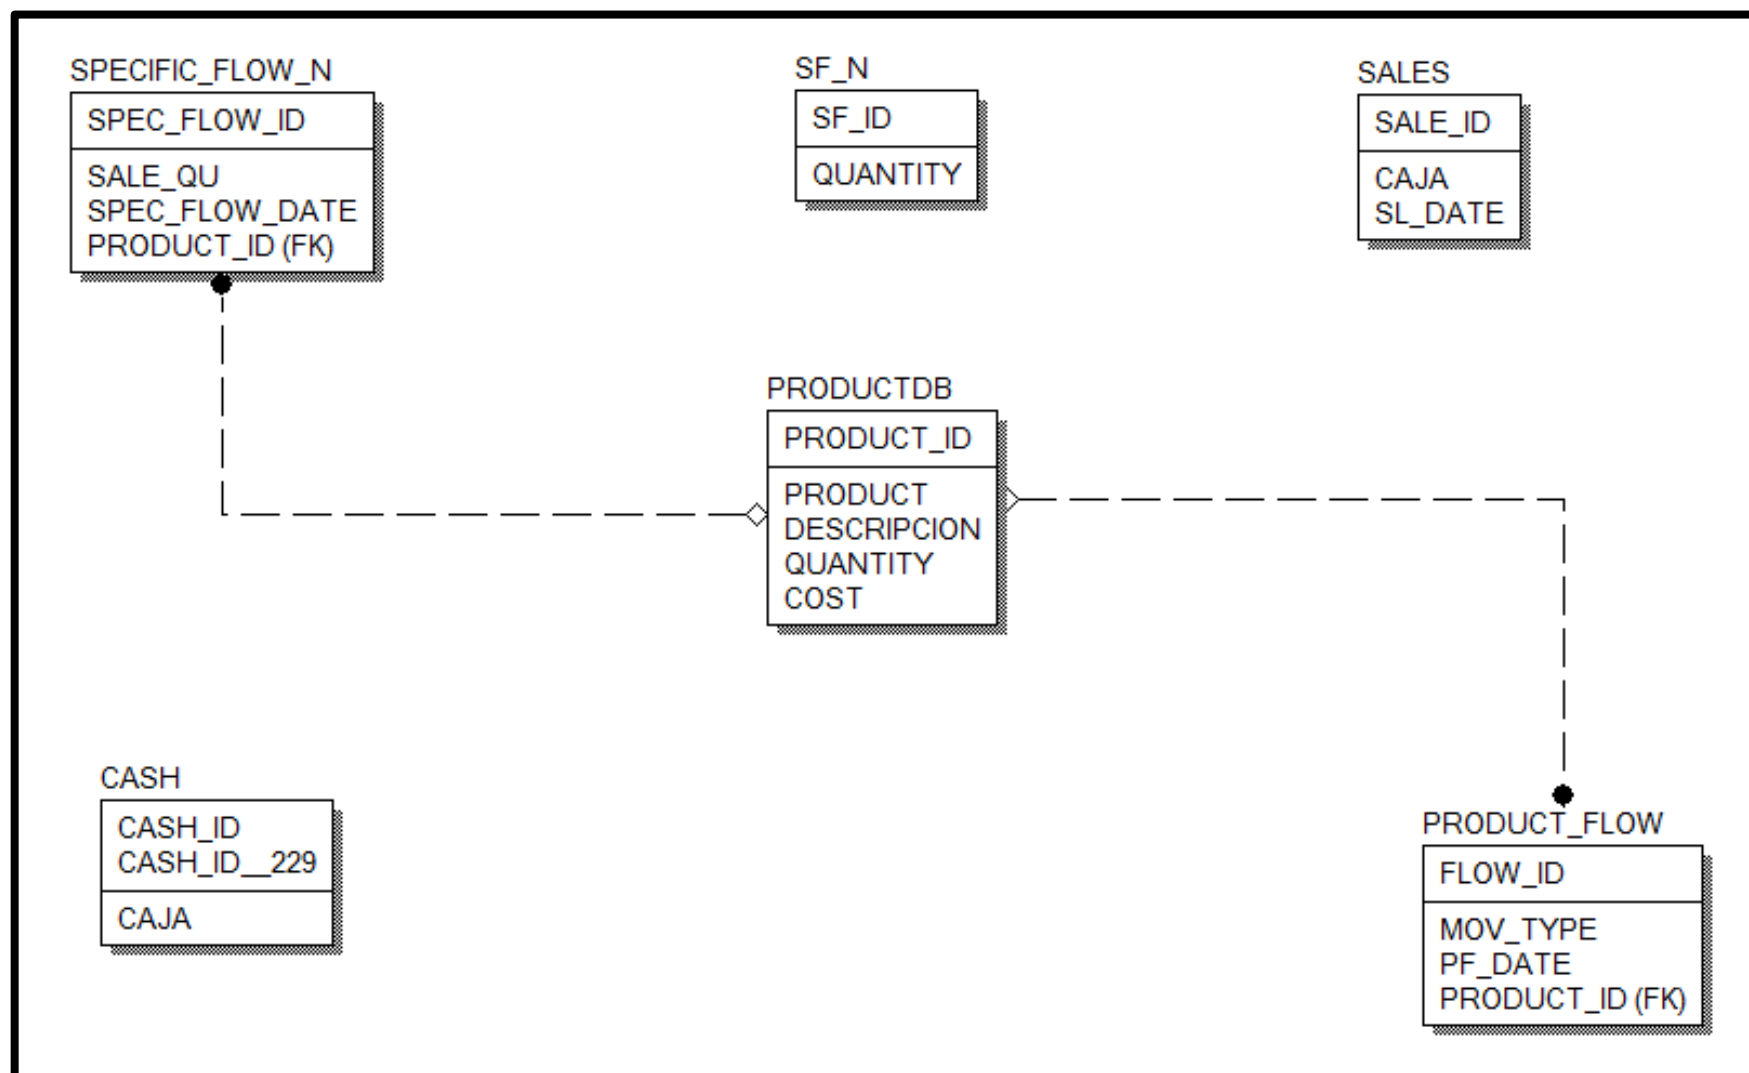 SPECIFIC_FLOW_N
SPEC_FLOW_ID
SALE_QU
SPEC_FLOW_DATE
PRODUCT_ID (FK)
SF_N
SF_ID
QUANTITY
SALES
SALE_ID
CAJA
SL_DATE
PRODUCTDB
PRODUCT_ID
PRODUCT
DESCRIPCION
QUANTITY
COST
CASH
CASH_ID
CASH_ID__229
CAJA
PRODUCT_FLOW
FLOW_ID
MOV_TYPE
PF_DATE
PRODUCT_ID (FK)